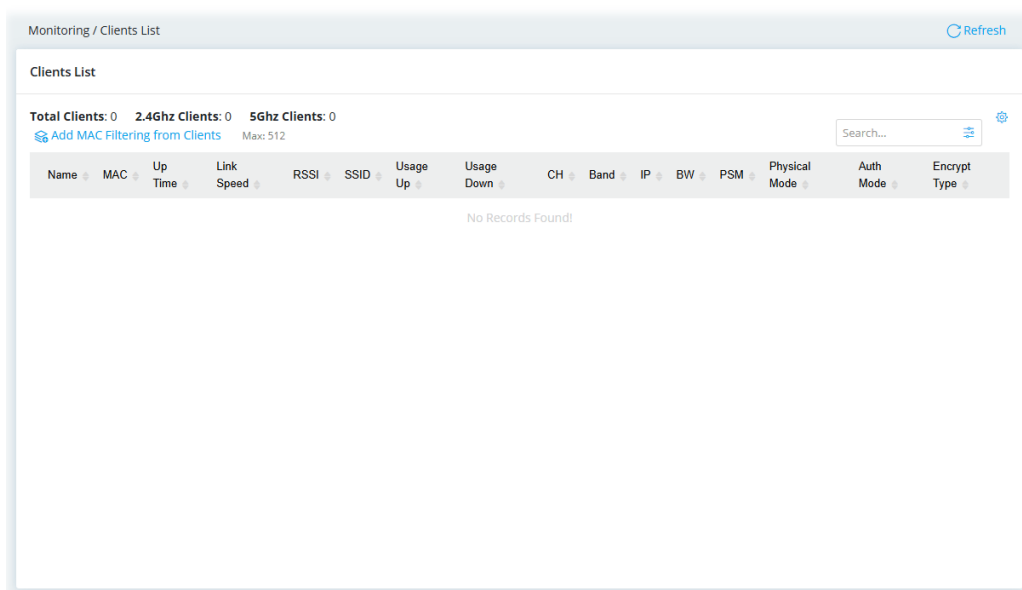 Monitoring / Clients List
Refresh
Clients List
Total Clients: 0 2.4Ghz Clients: 0 5Ghz Clients: 0
Add MAC Filtering from Clients Max: 512
Search...
Name MAC Up Time Link Speed RSSI SSID Usage Up Usage Down CH Band IP BW PSM Physical Mode Auth Mode Encrypt Type
No Records Found!